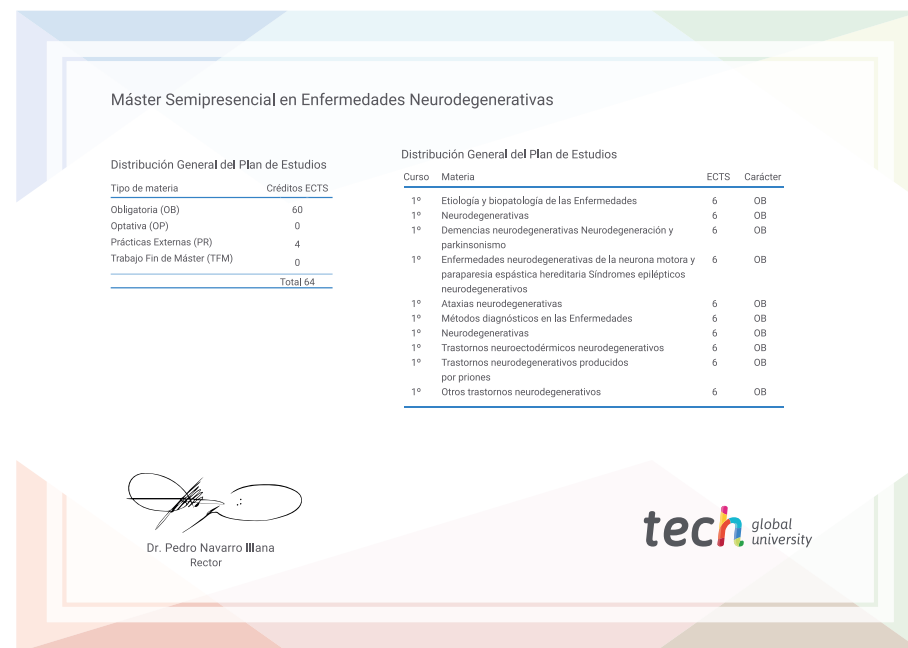 Máster Semipresencial en Enfermedades Neurodegenerativas
Distribución General del Plan de Estudios
Tipo de materia Créditos ECTS
Obligatoria (OB) 60
Optativa (OP) 0
Prácticas Externas (PR) 4
Trabajo Fin de Máster (TFM) 0
Total 64
Distribución General del Plan de Estudios
Curso Materia ECTS Carácter
1º Etiología y biopatología de las Enfermedades 6 OB
1º Neurodegenerativas 6 OB
1º Demencias neurodegenerativas Neurodegeneración y 6 OB
parkinsonismo
1º Enfermedades neurodegenerativas de la neurona motora y 6 OB
paraparesia espástica hereditaria Síndromes epilépticos
neurodegenerativos
1º Ataxias neurodegenerativas 6 OB
1º Métodos diagnósticos en las Enfermedades 6 OB
1º Neurodegenerativas 6 OB
1º Trastornos neuroectodérmicos neurodegenerativos 6 OB
1º Trastornos neurodegenerativos producidos 6 OB
por priones
1º Otros trastornos neurodegenerativos 6 OB
Dr. Pedro Navarro Illana
Rector
tech global
university